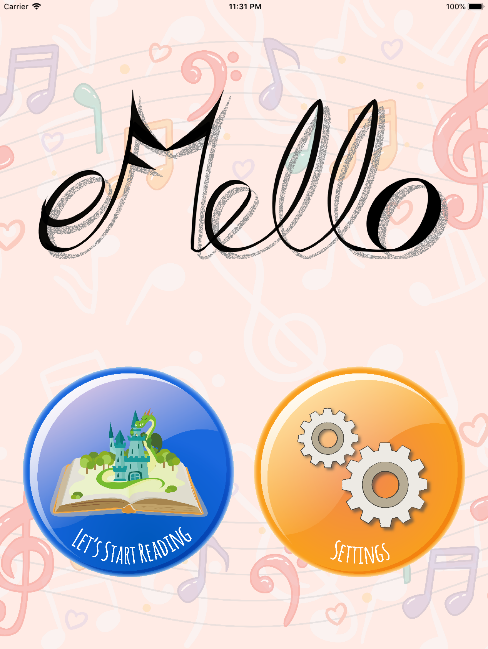 Carrier 11:31 PM 100%
eMello
Let's Start Reading
Settings